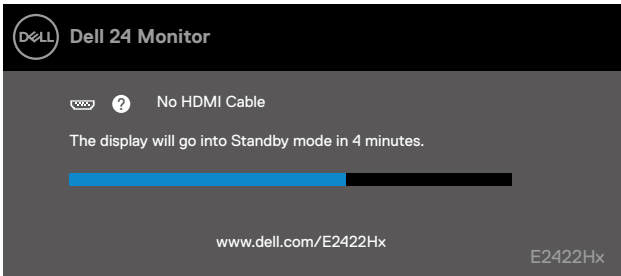 DELL
Dell 24 Monitor
? No HDMI Cable
The display will go into Standby mode in 4 minutes.
www.dell.com/E2422Hx
E2422Hx